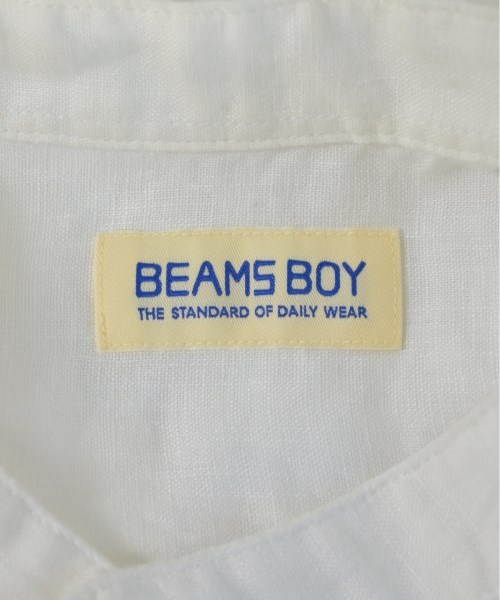 BEAMS BOY
THE STANDARD OF DAILY WEAR